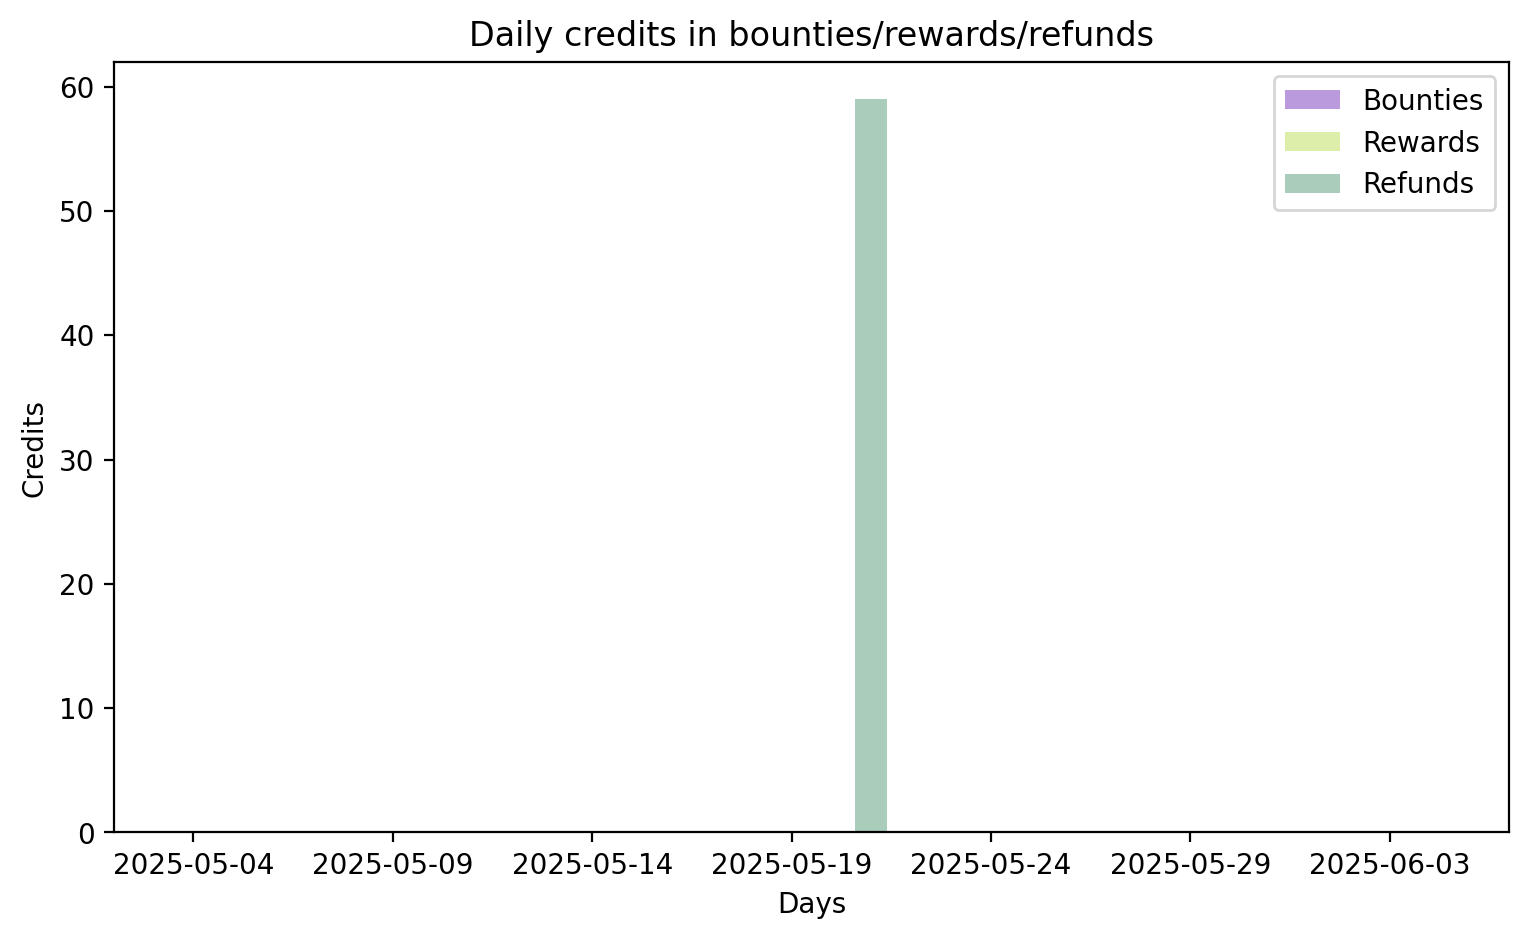 Daily credits in bounties/rewards/refunds
60
50
40
30
20
10
0
Credits
Bounties
Rewards
Refunds
2025-05-04 2025-05-09 2025-05-14 2025-05-19 2025-05-24 2025-05-29 2025-06-03
Days